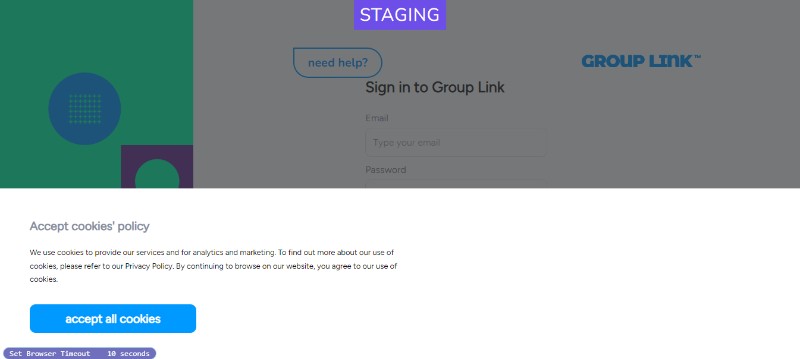 STAGING
need help?
GROUP LINK™
Sign in to Group Link
Email
Type your email
Password
Accept cookies' policy
We use cookies to provide our services and for analytics and marketing. To find out more about our use of
cookies, please refer to our Privacy Policy. By continuing to browse on our website, you agree to our use of
cookies.
accept all cookies
Set Browser Timeout 10 seconds